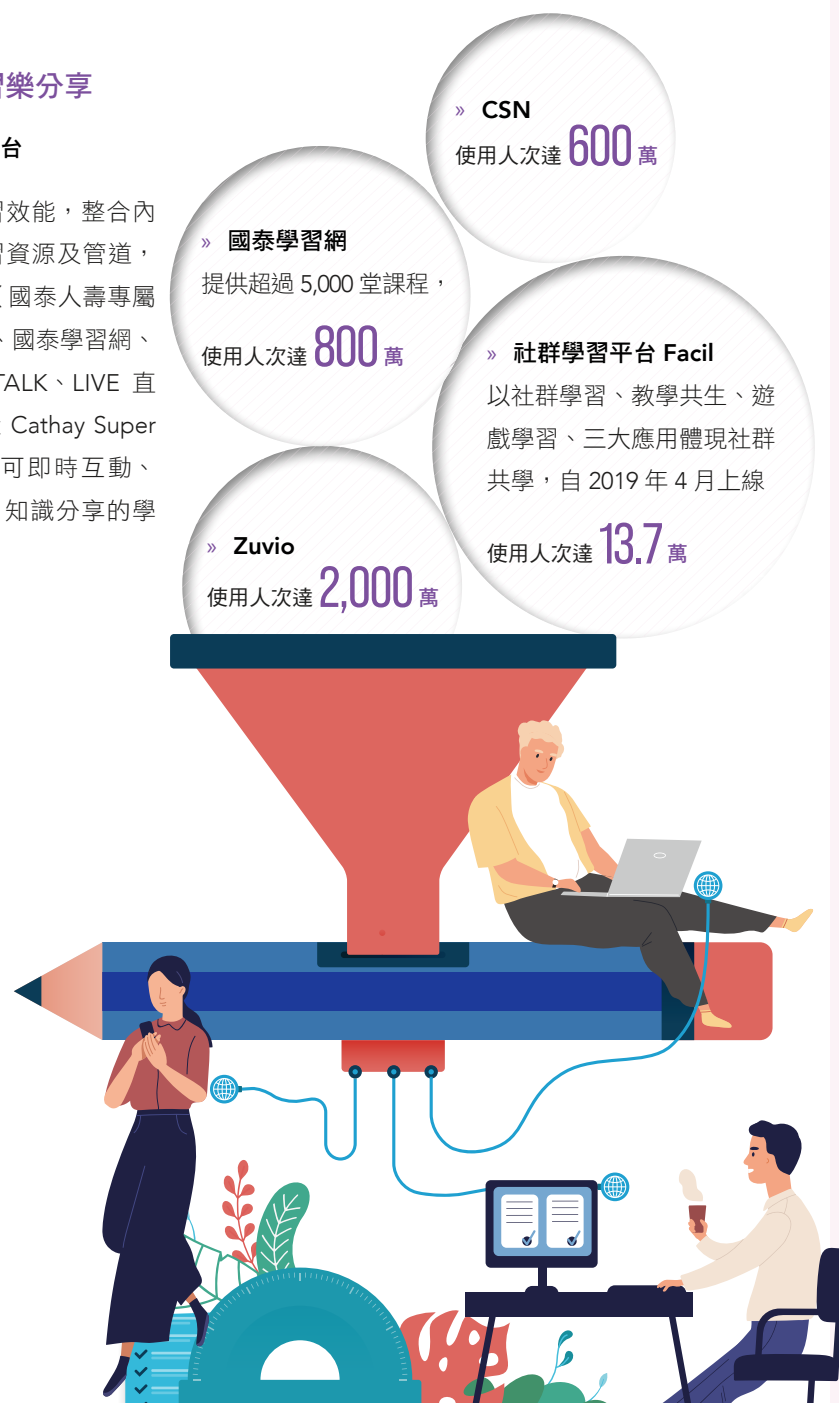 習樂分享
台
習效能，整合內
習資源及管道，
國泰人壽專屬
、國泰學習網、
TALK、LIVE 直
Cathay Super
可即時互動、
知識分享的學
» CSN
使用人次達 600 萬
» 國泰學習網
提供超過 5,000 堂課程，
使用人次達 800 萬
» 社群學習平台 Facil
以社群學習、教學共生、遊
戲學習、三大應用體現社群
共學，自 2019 年 4 月上線
使用人次達 13.7 萬
» Zuvio
使用人次達 2,000 萬